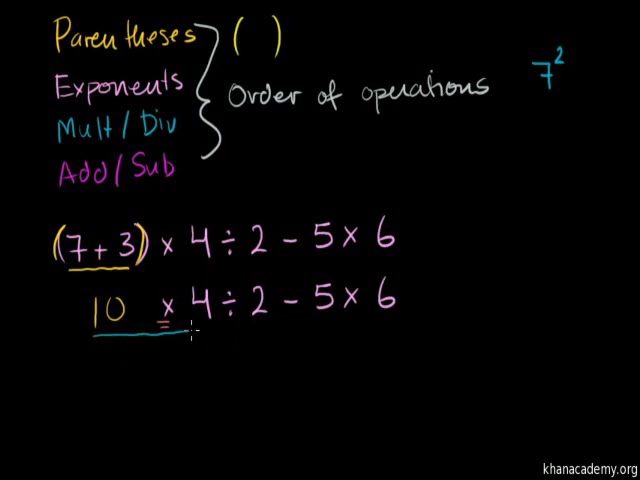 Parentheses ( )
Exponents
Order of operations 7²
Mult/Div
Add/Sub
(7 + 3) × 4 ÷ 2 − 5 × 6
10 × 4 ÷ 2 − 5 × 6
khanacademy.org